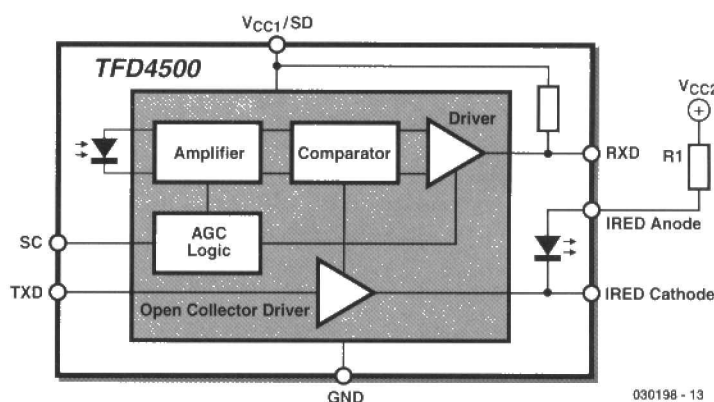 VCC1/SD
TFD4500
VCC2
Driver
Amplifier
Comparator
RXD
R1
IRED Anode
SC
AGC
Logic
TXD
Open Collector Driver
IRED Cathode
GND
030198 - 13